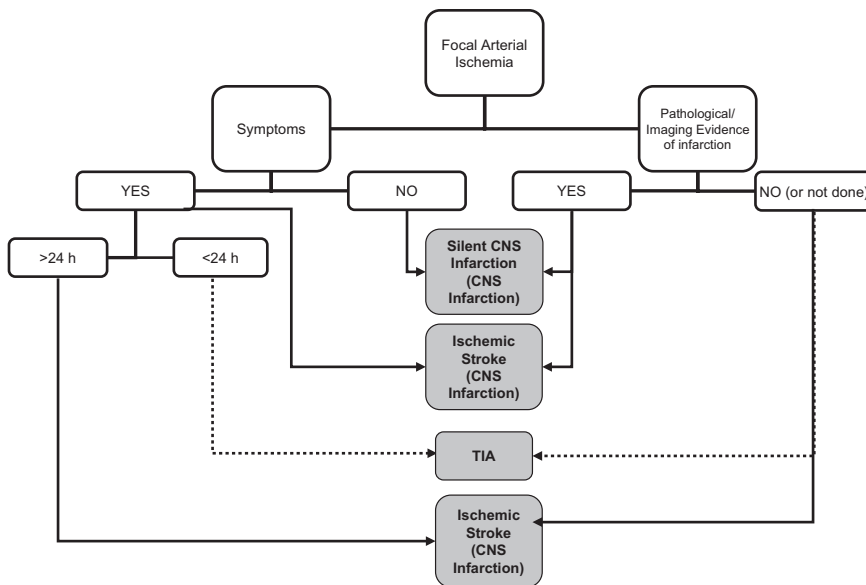 Focal Arterial
Ischemia
Symptoms
Pathological/
Imaging Evidence
of infarction
YES
NO
YES
NO (or not done)
>24 h
<24 h
Silent CNS
Infarction
(CNS
Infarction)
Ischemic
Stroke
(CNS
Infarction)
TIA
Ischemic
Stroke
(CNS
Infarction)